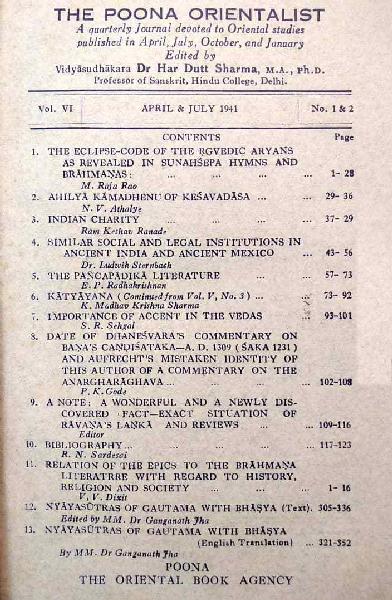 THE POONA ORIENTALIST
A quarterly Journal devoted to Oriental studies
published in April, July, October, and January
Edited by
Vidyāsudhākara Dr Har Dutt Sharma, M.A., PH.D.
Professor of Sanskrit, Hindu College, Delhi.
Vol. VI APRIL & JULY 1941 No. 1 & 2
CONTENTS Page
1. THE ECLIPSE-CODE OF THE RGVEDIC ARYANS
AS REVEALED IN SUNAHŚEPA HYMNS AND
BRĀHMAṆAS: ... ... ... ... 1- 28
M. Raja Rao
2. AHILYĀ KĀMADHENU OF KEŚAVADĀSA ... ... 29- 36
N. V. Athalye
3. INDIAN CHARITY ... ... ... ... 37- 29
Ram Keshav Ranade
4. SIMILAR SOCIAL AND LEGAL INSTITUTIONS IN
ANCIENT INDIA AND ANCIENT MEXICO ... 43- 56
Dr. Ludwik Sternbach
5. THE PAÑCAPĀDIKĀ LITERATURE ... ... 57- 73
E. P. Radhakrishnan
6. KĀTYĀYANA (Continued from Vol. V, No. 3) ... ... 73- 92
K. Madhav Krishna Sarma
7. IMPORTANCE OF ACCENT IN THE VEDAS ... 93-101
S. R. Sehgal
8. DATE OF DHANEŚVARA'S COMMENTARY ON
BAṆA'S CAṆḌIŚATAKA—A. D. 1309 ( ŚAKA 1231 )
AND AUFRECHT'S MISTAKEN IDENTITY OF
THIS AUTHOR OF A COMMENTARY ON THE
ANARGHARĀGHAVA ... ... ... ... 102-108
P. K. Gode
9. A NOTE: A WONDERFUL AND A NEWLY DIS-
COVERED FACT—EXACT SITUATION OF
RĀVAṆA'S LAṄKĀ AND REVIEWS ... ... 109-116
Editor
10. BIBLIOGRAPHY ... ... ... ... ... 117-123
R. N. Sardesai
11. RELATION OF THE EPICS TO THE BRĀHMAṆA
LITERATRRE WITH REGARD TO HISTORY,
RELIGION AND SOCIETY ... ... ... 1- 16
V. V. Dixit
12. NYĀYASŪTRAS OF GAUTAMA WITH BHĀṢYA (Text). 305-336
Edited by MM. Dr Ganganath Jha
13. NYĀYASŪTRAS OF GAUTAMA WITH BHĀṢYA
(English Translation) ... 321-352
By MM. Dr Ganganath Jha
POONA
THE ORIENTAL BOOK AGENCY